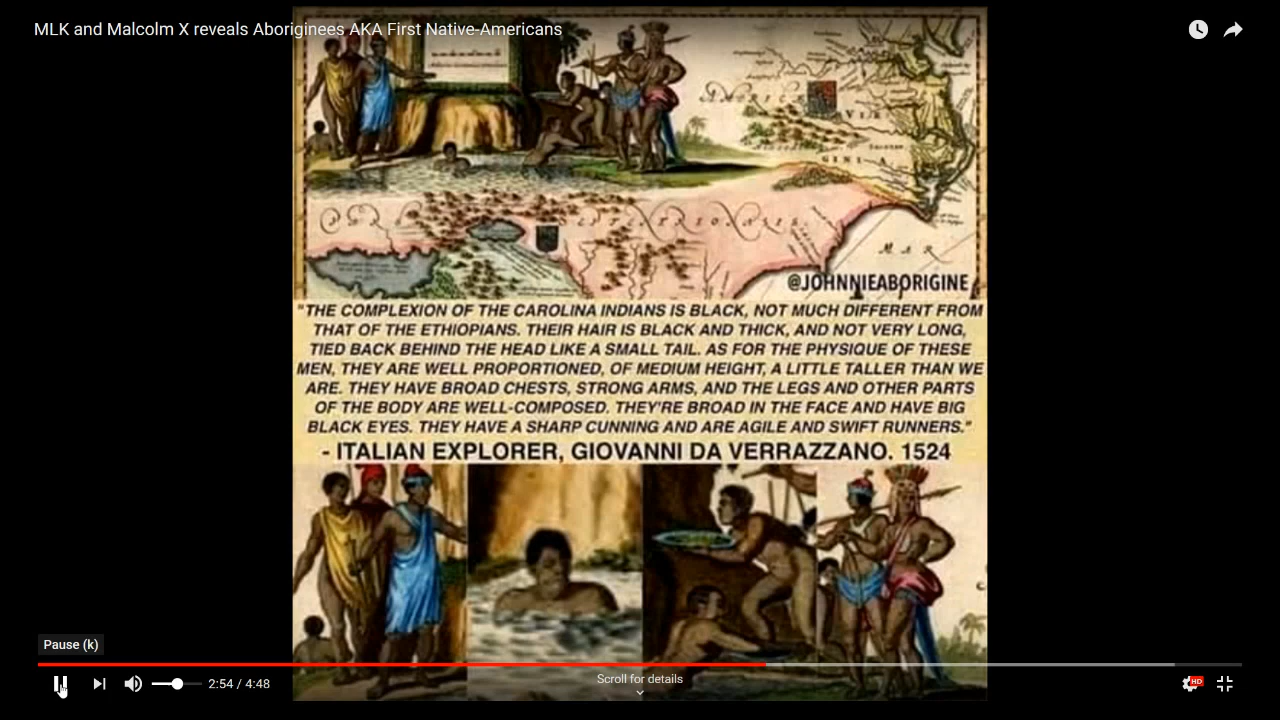 MLK and Malcolm X reveals Aboriginees AKA First Native-Americans
AMERICÆ
VIR
GINIA
SEPTENTRIONALIS
MAR
@JOHNNIEABORIGINE
"THE COMPLEXION OF THE CAROLINA INDIANS IS BLACK, NOT MUCH DIFFERENT FROM
THAT OF THE ETHIOPIANS. THEIR HAIR IS BLACK AND THICK, AND NOT VERY LONG,
TIED BACK BEHIND THE HEAD LIKE A SMALL TAIL. AS FOR THE PHYSIQUE OF THESE
MEN, THEY ARE WELL PROPORTIONED, OF MEDIUM HEIGHT, A LITTLE TALLER THAN WE
ARE. THEY HAVE BROAD CHESTS, STRONG ARMS, AND THE LEGS AND OTHER PARTS
OF THE BODY ARE WELL-COMPOSED. THEY'RE BROAD IN THE FACE AND HAVE BIG
BLACK EYES. THEY HAVE A SHARP CUNNING AND ARE AGILE AND SWIFT RUNNERS."
- ITALIAN EXPLORER, GIOVANNI DA VERRAZZANO. 1524
Pause (k)
2:54 / 4:48
Scroll for details
HD